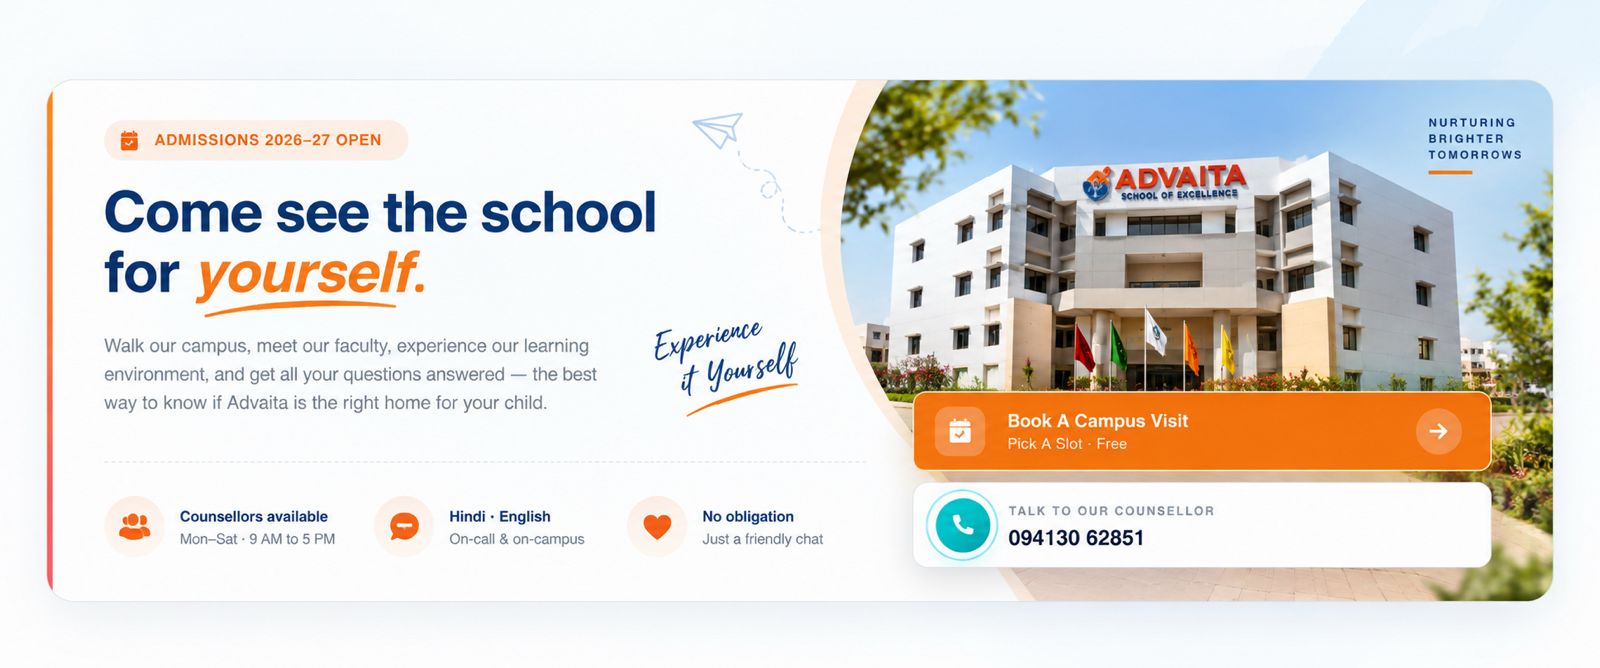 ADMISSIONS 2026–27 OPEN
Come see the school
for yourself.
Walk our campus, meet our faculty, experience our learning
environment, and get all your questions answered — the best
way to know if Advaita is the right home for your child.
Experience
it Yourself
Counsellors available
Mon–Sat · 9 AM to 5 PM
Hindi · English
On-call & on-campus
No obligation
Just a friendly chat
NURTURING
BRIGHTER
TOMORROWS
ADVAITA
SCHOOL OF EXCELLENCE
Book A Campus Visit
Pick A Slot · Free
TALK TO OUR COUNSELLOR
094130 62851